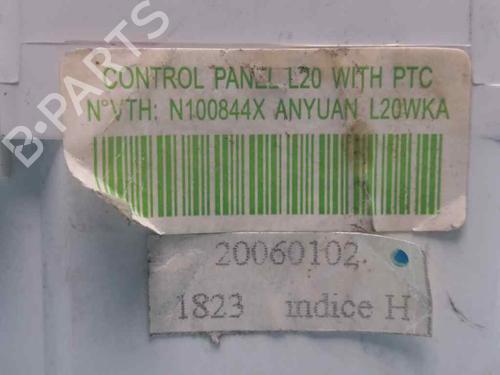 CONTROL PANEL L20 WITH PTC
N°VTH: N100844X ANYUAN L20WKA
20060102.
1823 indice H
B-Parts